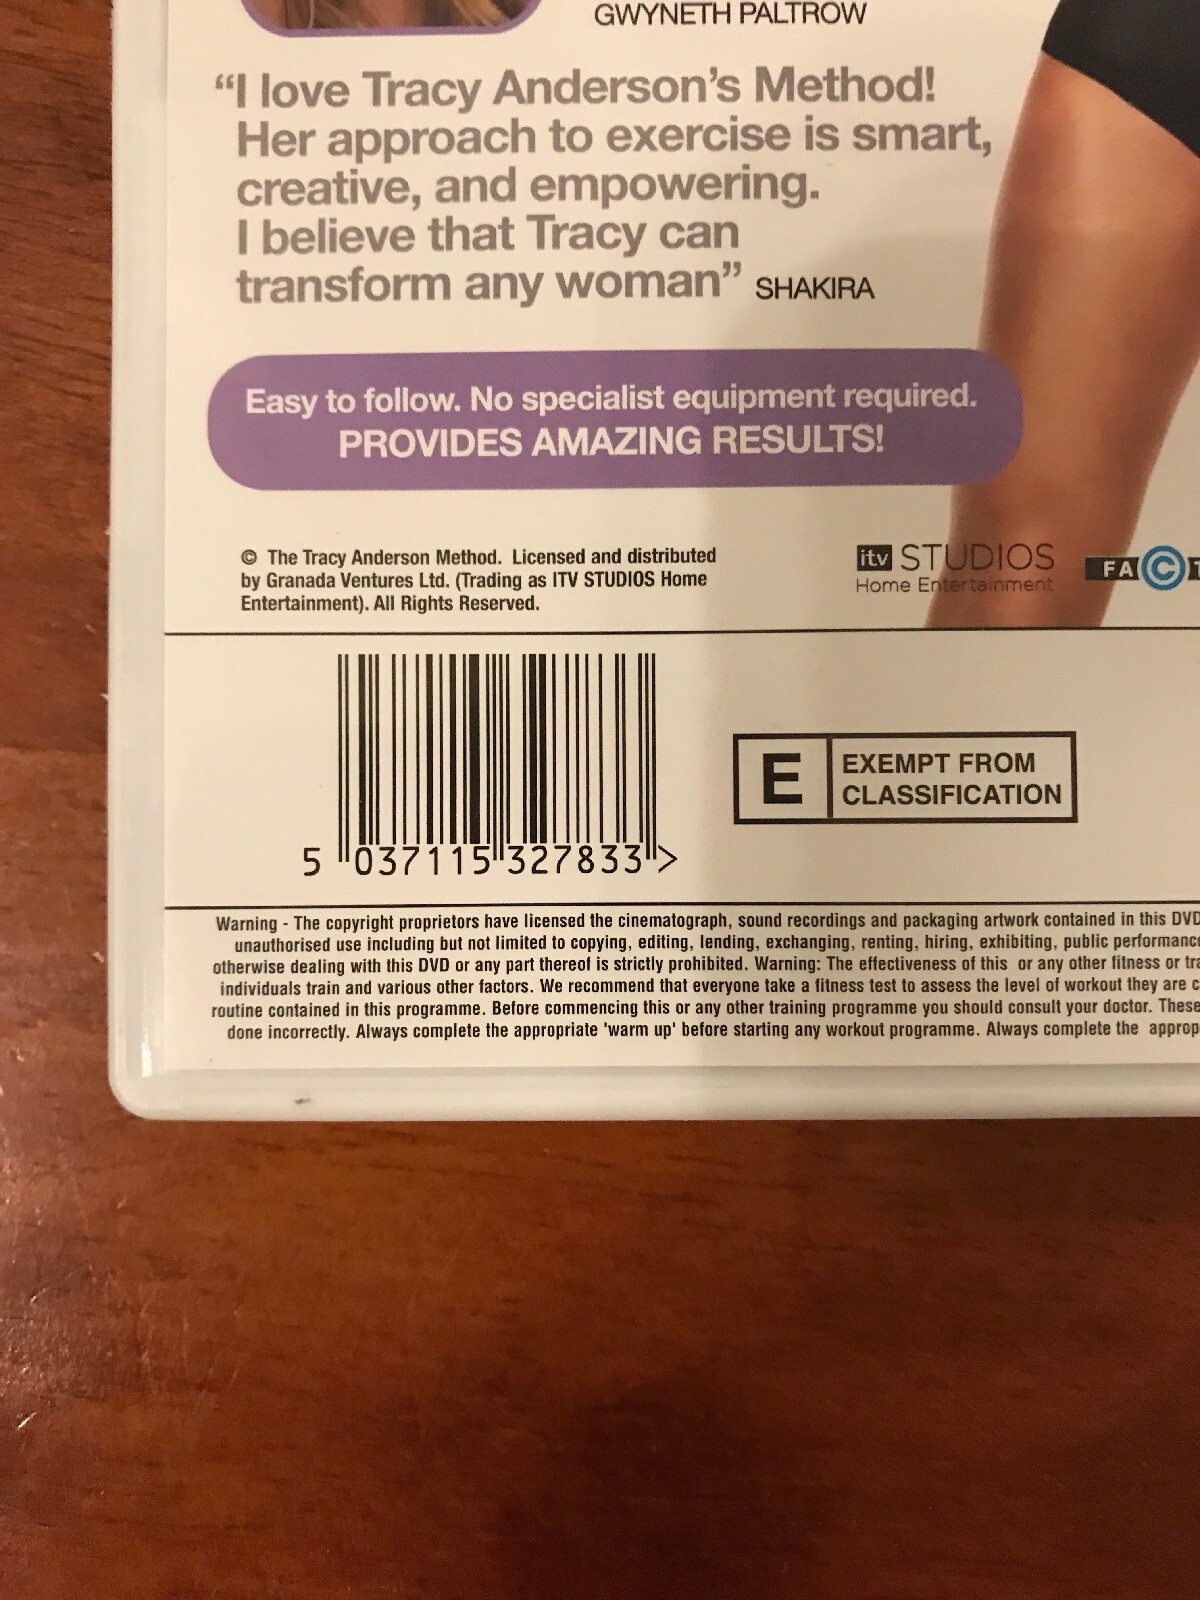 GWYNETH PALTROW
“I love Tracy Anderson’s Method!
Her approach to exercise is smart,
creative, and empowering.
I believe that Tracy can
transform any woman” SHAKIRA
Easy to follow. No specialist equipment required.
PROVIDES AMAZING RESULTS!
© The Tracy Anderson Method. Licensed and distributed
by Granada Ventures Ltd. (Trading as ITV STUDIOS Home
Entertainment). All Rights Reserved.
itv STUDIOS
Home Entertainment
FACT
E EXEMPT FROM
CLASSIFICATION
5 037115 327833 >
Warning - The copyright proprietors have licensed the cinematograph, sound recordings and packaging artwork contained in this DVD
unauthorised use including but not limited to copying, editing, lending, exchanging, renting, hiring, exhibiting, public performance
otherwise dealing with this DVD or any part thereof is strictly prohibited. Warning: The effectiveness of this or any other fitness or
individuals train and various other factors. We recommend that everyone take a fitness test to assess the level of workout they are
routine contained in this programme. Before commencing this or any other training programme you should consult your doctor. These
done incorrectly. Always complete the appropriate 'warm up' before starting any workout programme. Always complete the